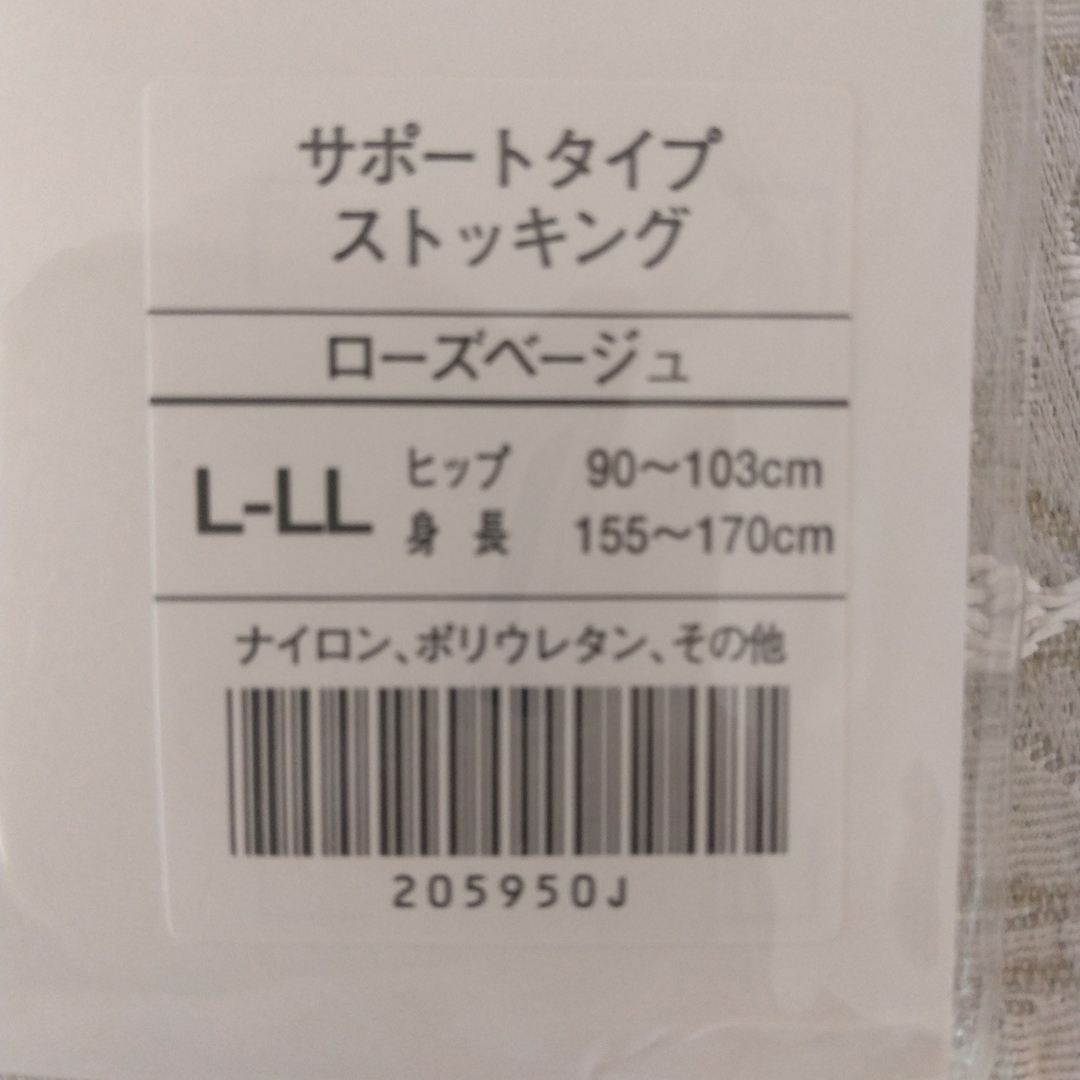 サポートタイプ
ストッキング
ローズベージュ
L-LL
ヒップ 90～103cm
身長 155～170cm
ナイロン、ポリウレタン、その他
205950J